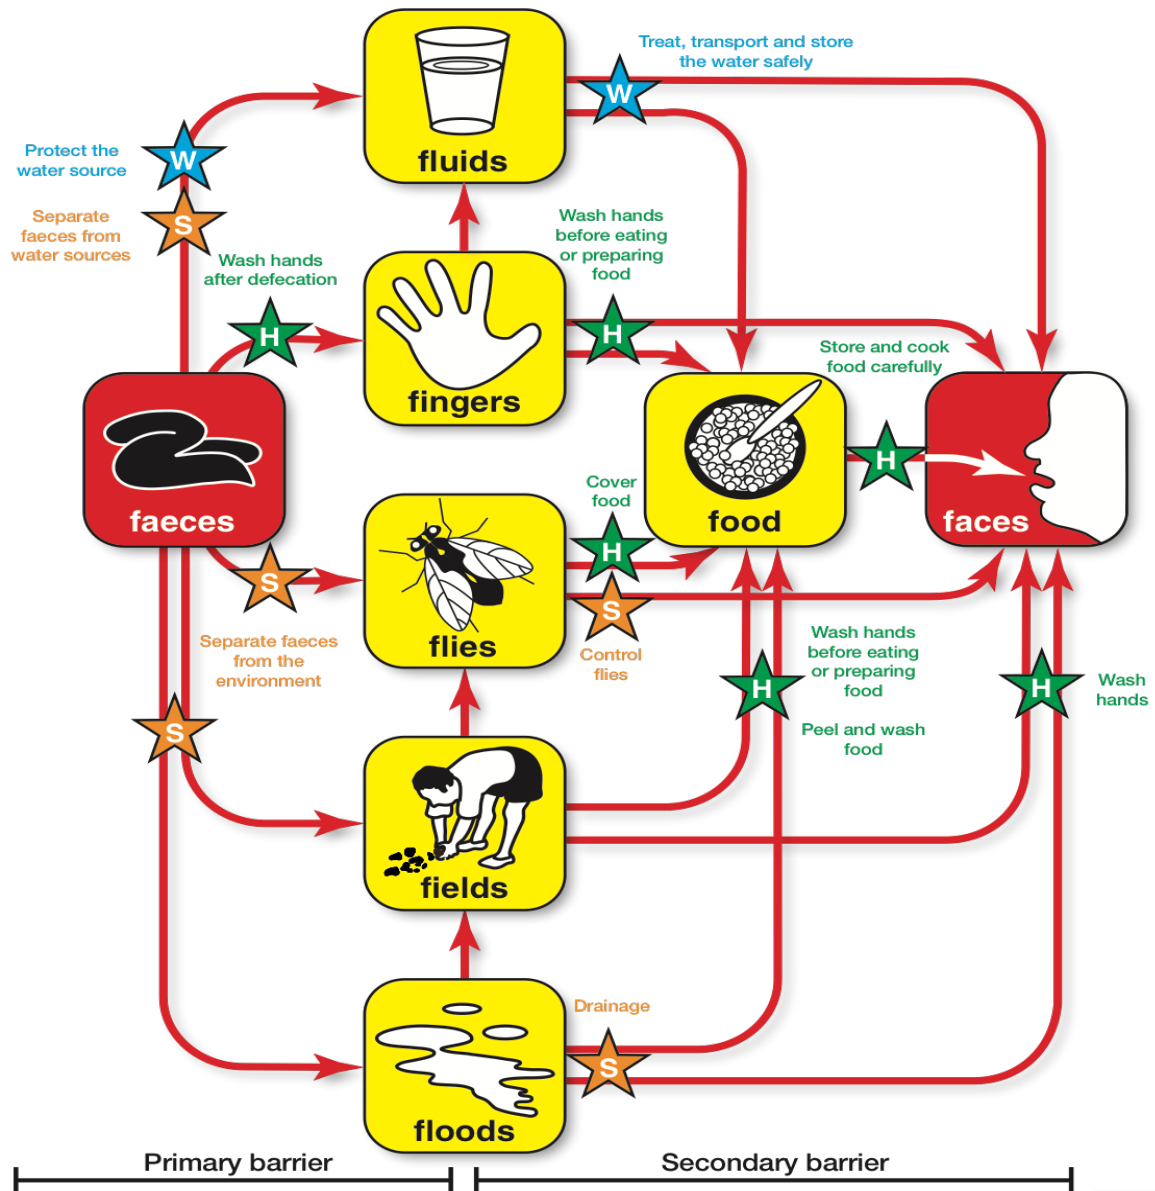 Treat, transport and store
the water safely
W
fluids
Protect the
water source
W
Separate
faeces from
water sources
S
Wash hands
after defecation
H
Wash hands
before eating
or preparing
food
H
fingers
Store and cook
food carefully
H
faeces
food
faces
Cover
food
H
S
S
Control
flies
flies
Separate faeces
from the
environment
S
Wash hands
before eating
or preparing
food
H
Peel and wash
food
H
Wash
hands
fields
Drainage
S
floods
Primary barrier
Secondary barrier